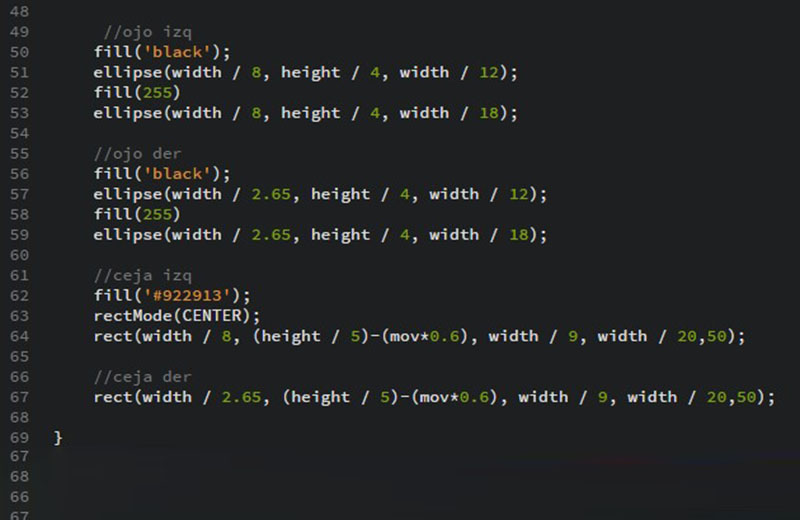 48
49 //ojo izq
50 fill('black');
51 ellipse(width / 8, height / 4, width / 12);
52 fill(255)
53 ellipse(width / 8, height / 4, width / 18);
54
55 //ojo der
56 fill('black');
57 ellipse(width / 2.65, height / 4, width / 12);
58 fill(255)
59 ellipse(width / 2.65, height / 4, width / 18);
60
61 //ceja izq
62 fill('#922913');
63 rectMode(CENTER);
64 rect(width / 8, (height / 5)-(mov*0.6), width / 9, width / 20,50);
65
66 //ceja der
67 rect(width / 2.65, (height / 5)-(mov*0.6), width / 9, width / 20,50);
68
69 }
67
68
66
67